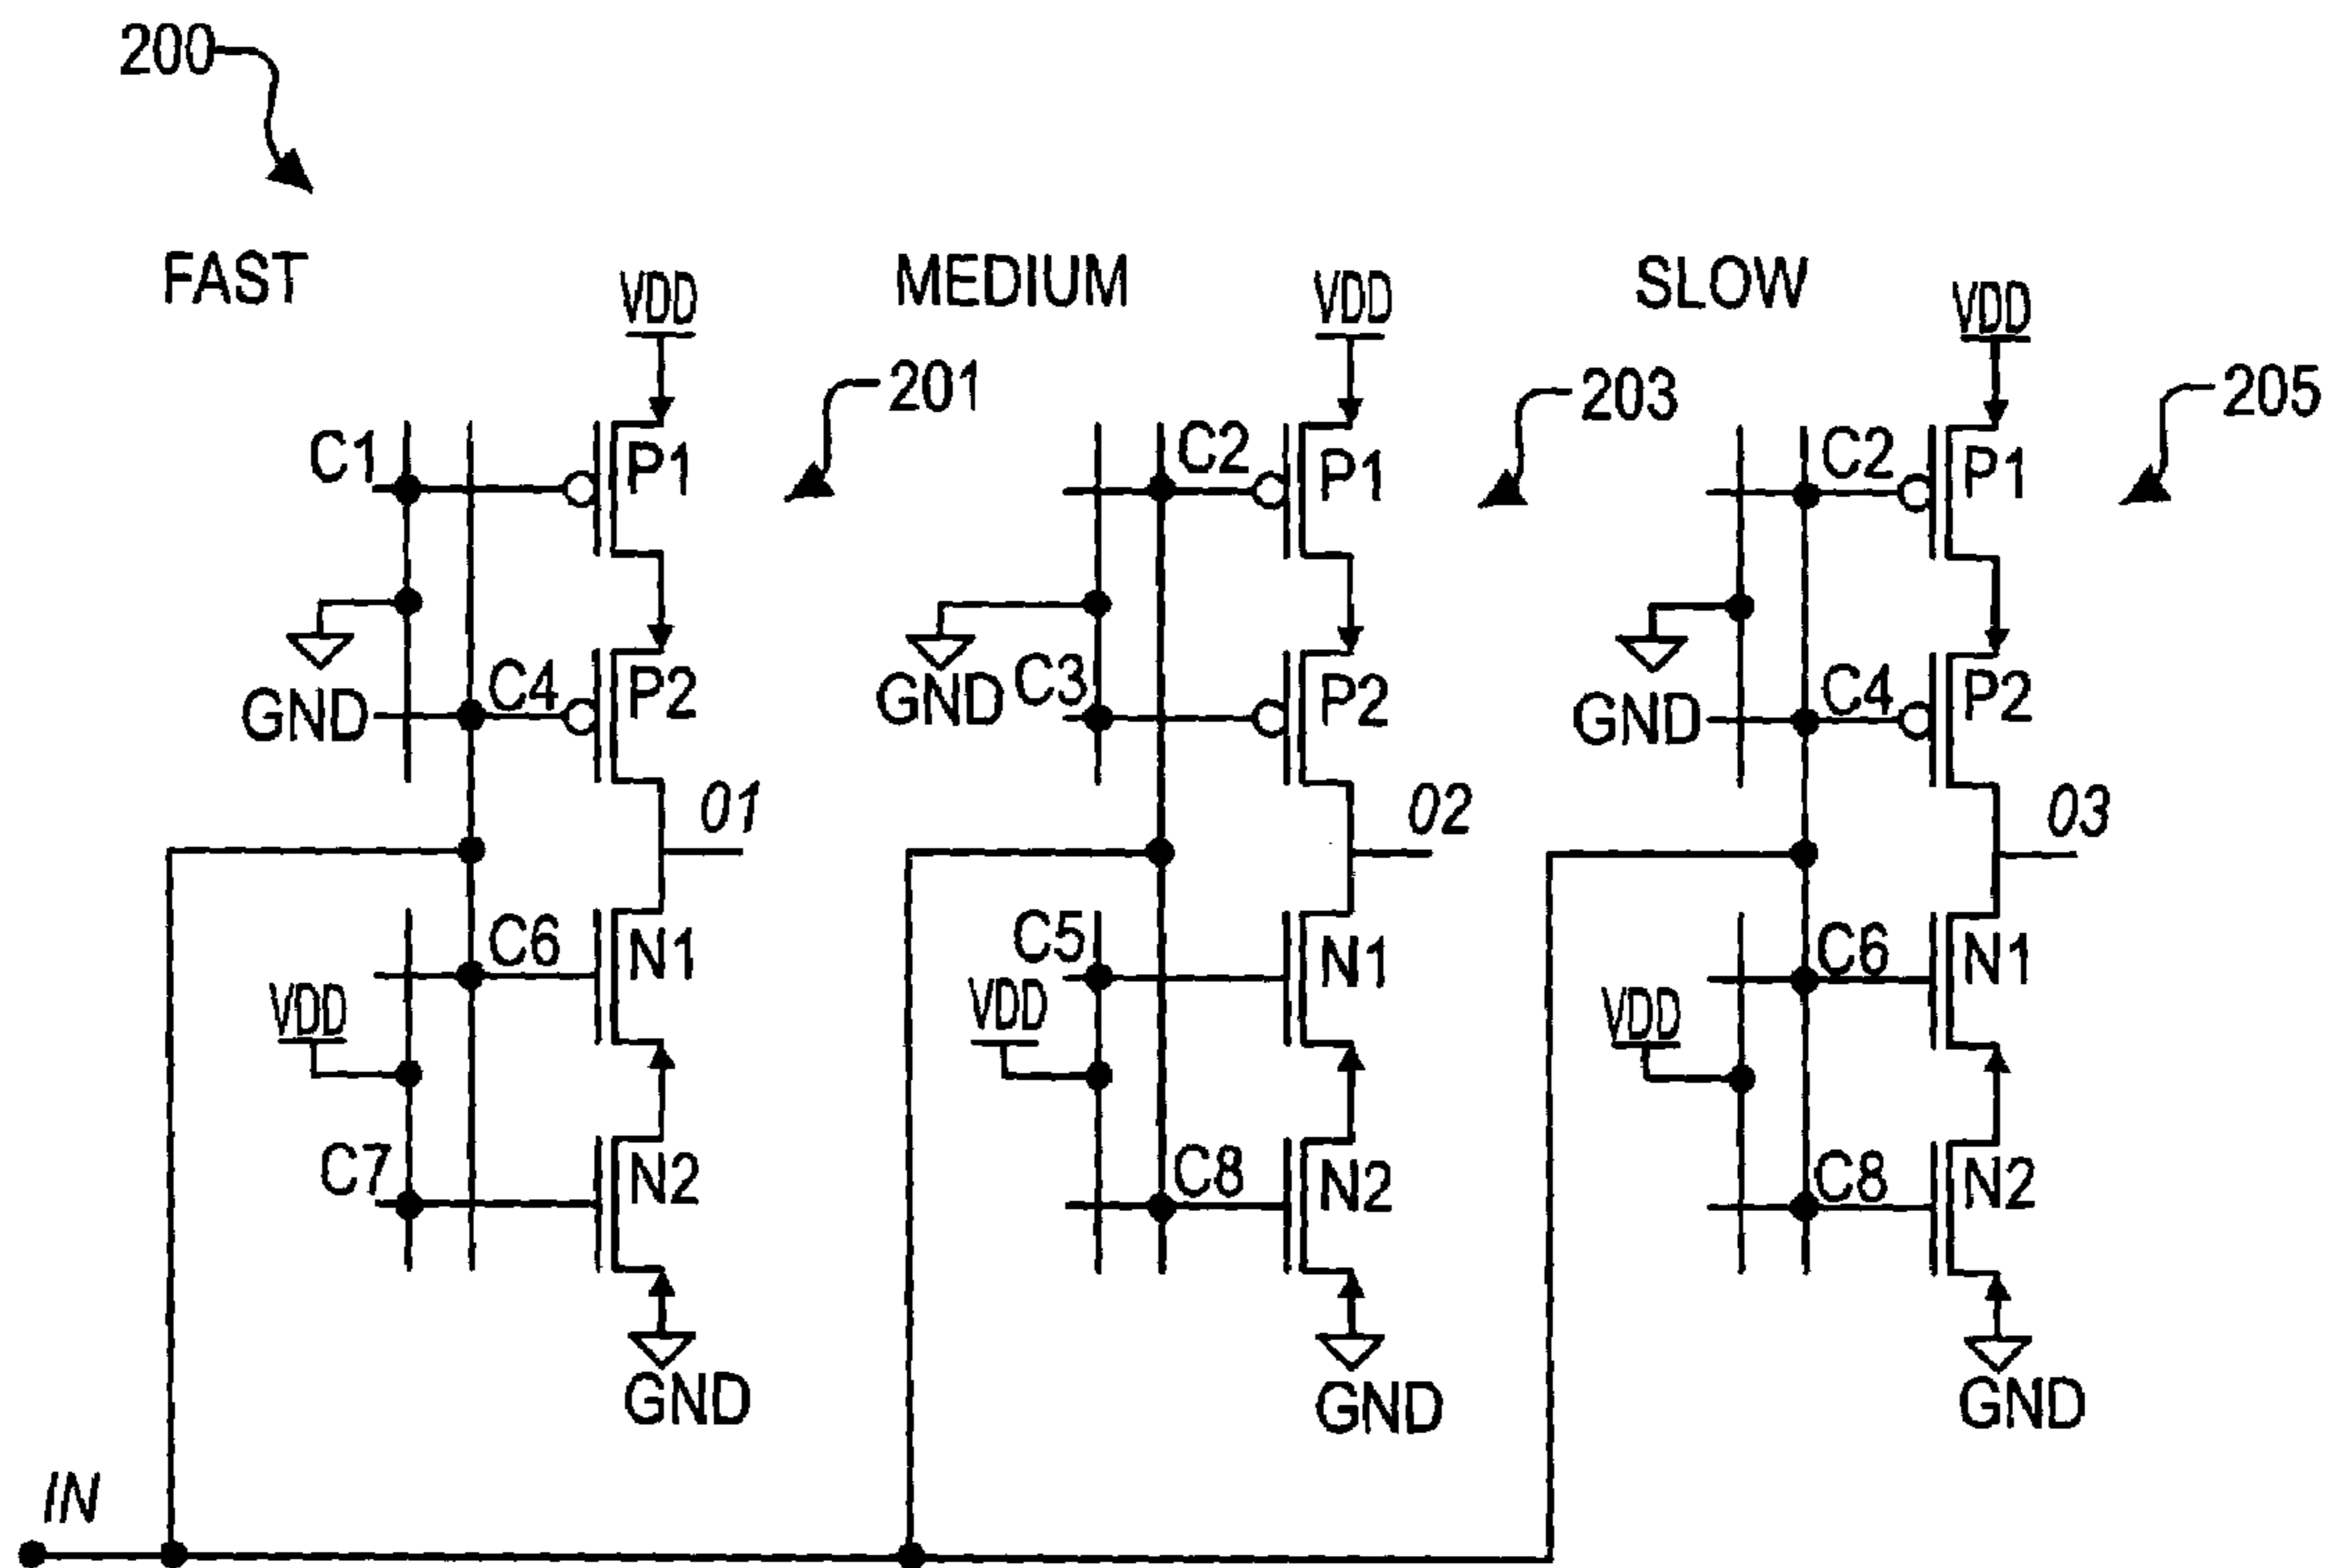 200
FAST
MEDIUM
SLOW
VDD
VDD
VDD
201
203
205
C1
P1
C2
P1
C2
P1
GND
C4
P2
GND
C3
P2
GND
C4
P2
01
02
03
C6
N1
C5
N1
C6
N1
VDD
VDD
VDD
C7
N2
C8
N2
C8
N2
GND
GND
GND
IN